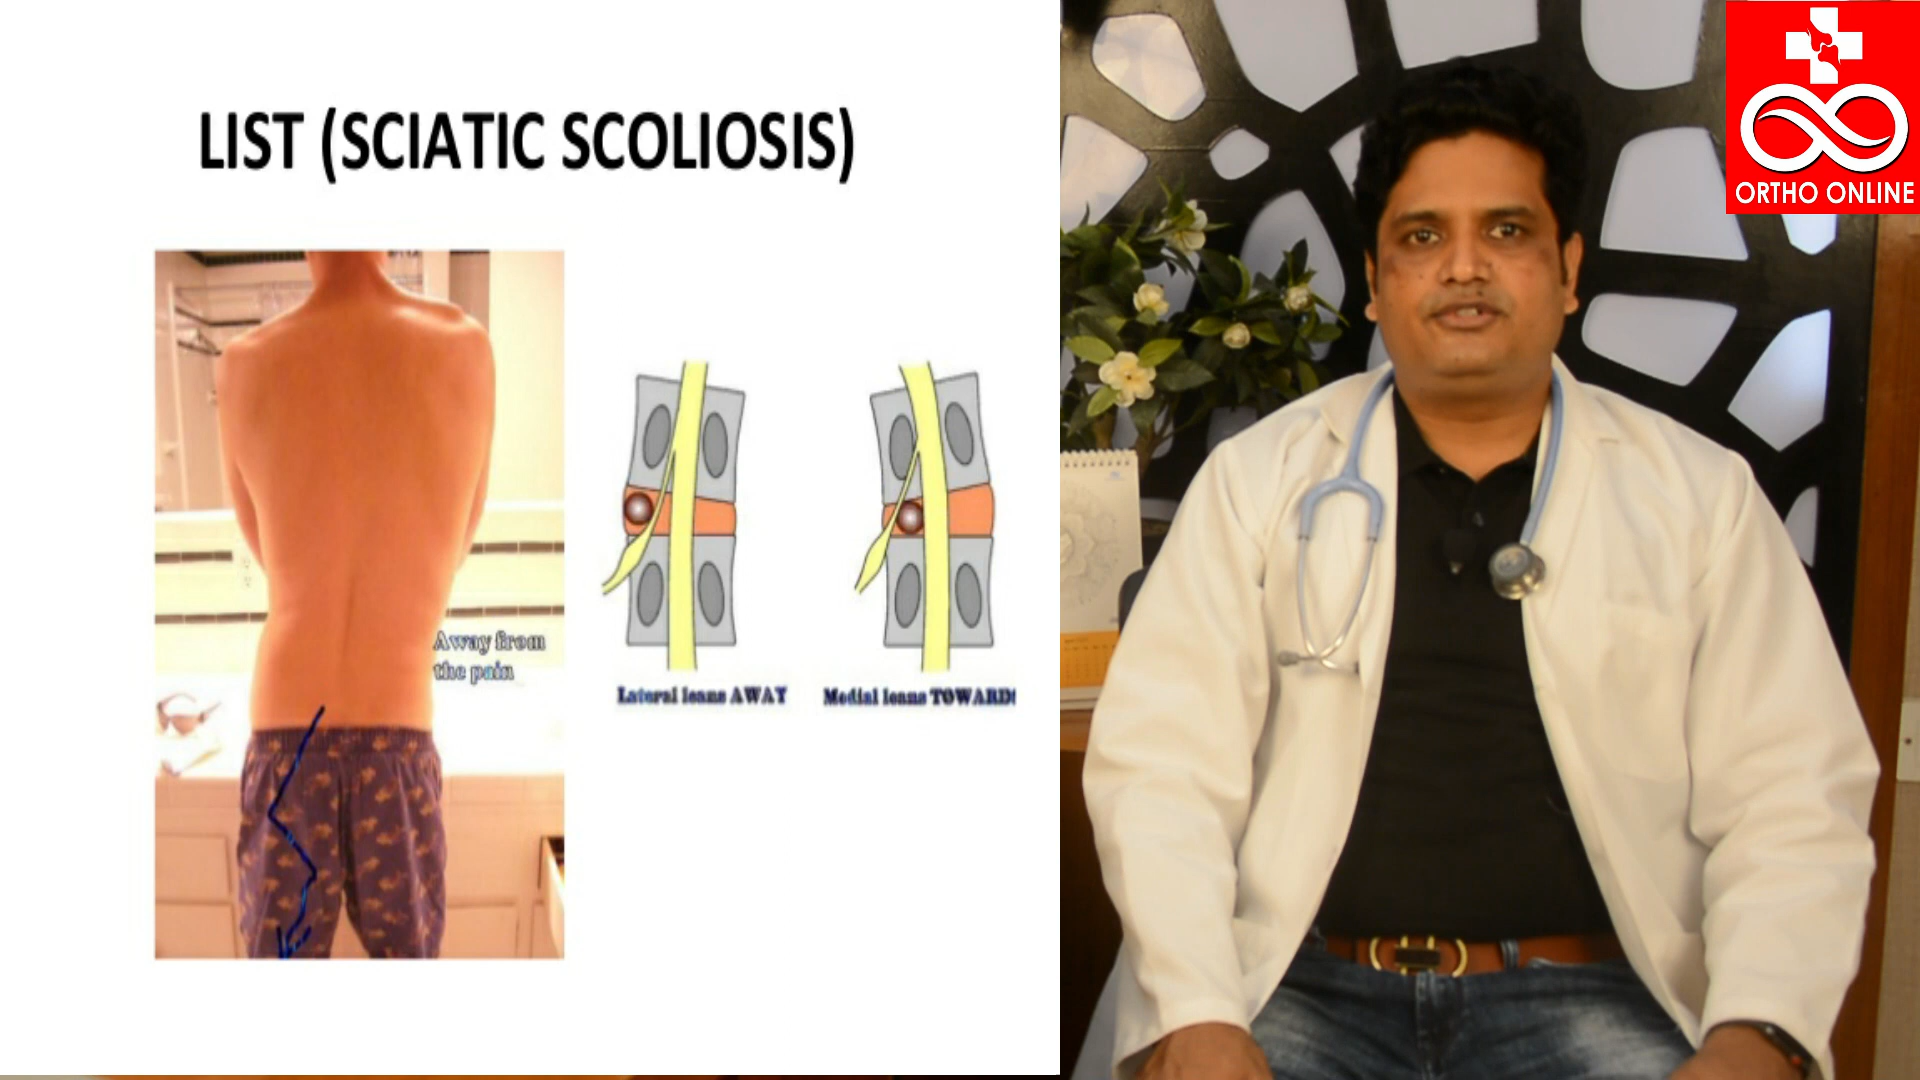 LIST (SCIATIC SCOLIOSIS)
Away from
the pain
Lateral leans AWAY
Medial leans TOWARD
ORTHO ONLINE